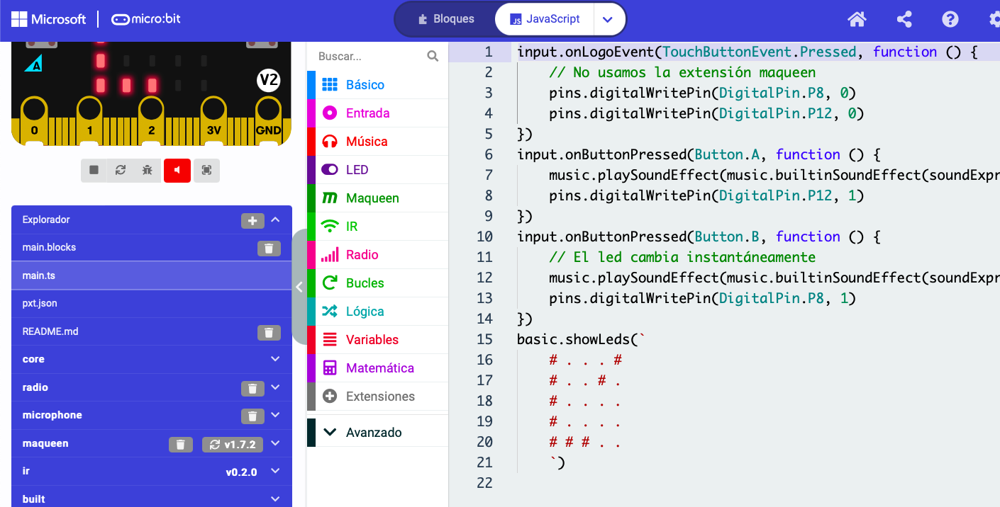 Microsoft
micro:bit
Bloques
JavaScript
A
V2
0 1 2 3V GND
Explorador
main.blocks
main.ts
pxt.json
README.md
core
radio
microphone
maqueen v1.7.2
ir v0.2.0
built
Buscar...
Básico
Entrada
Música
LED
Maqueen
IR
Radio
Bucles
Lógica
Variables
Matemática
Extensiones
Avanzado
1 input.onLogoEvent(TouchButtonEvent.Pressed, function () {
2 // No usamos la extensión maqueen
3 pins.digitalWritePin(DigitalPin.P8, 0)
4 pins.digitalWritePin(DigitalPin.P12, 0)
5 })
6 input.onButtonPressed(Button.A, function () {
7 music.playSoundEffect(music.builtinSoundEffect(soundExpr
8 pins.digitalWritePin(DigitalPin.P12, 1)
9 })
10 input.onButtonPressed(Button.B, function () {
11 // El led cambia instantáneamente
12 music.playSoundEffect(music.builtinSoundEffect(soundExpr
13 pins.digitalWritePin(DigitalPin.P8, 1)
14 })
15 basic.showLeds(`
16 # . . . #
17 # . . # .
18 # . . . .
19 # . . . .
20 # # # . .
21 `)
22